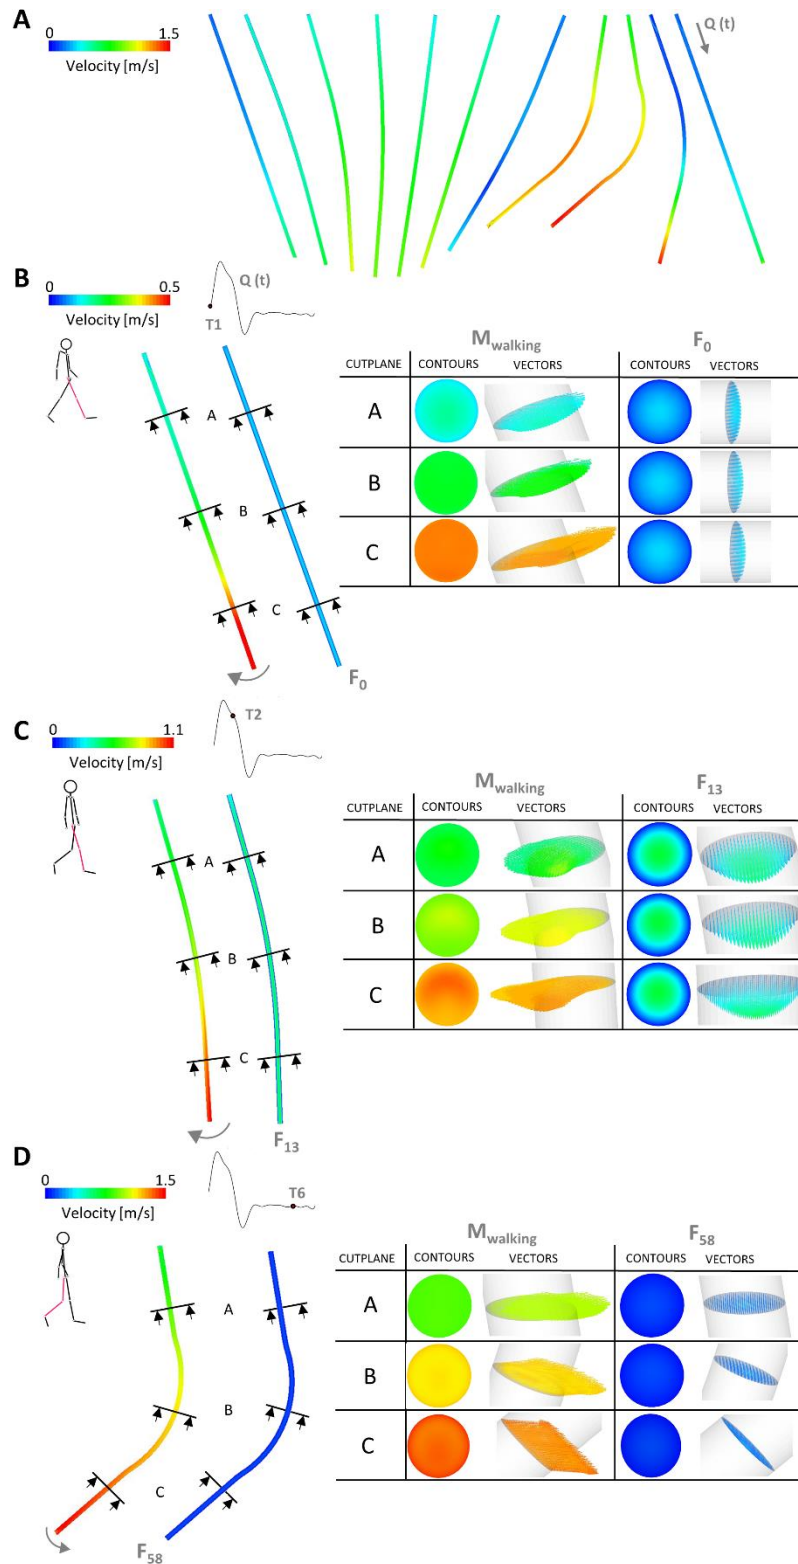 A
0 1.5
Velocity [m/s]
Q (t)
B
0 0.5
Velocity [m/s]
Q (t)
T1
A
B
C
F0
Mwalking F0
CUTPLANE CONTOURS VECTORS CONTOURS VECTORS
A
B
C
C
0 1.1
Velocity [m/s]
T2
A
B
C
F13
Mwalking F13
CUTPLANE CONTOURS VECTORS CONTOURS VECTORS
A
B
C
D
0 1.5
Velocity [m/s]
T6
A
B
C
F58
Mwalking F58
CUTPLANE CONTOURS VECTORS CONTOURS VECTORS
A
B
C